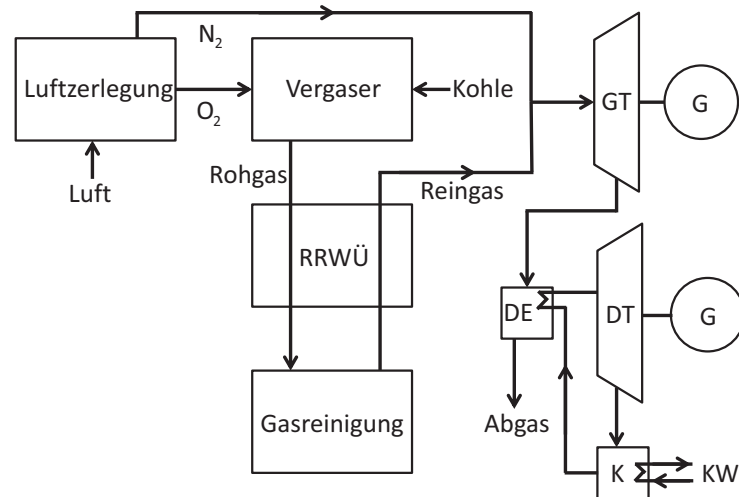 N₂
Luftzerlegung
O₂
Luft
Vergaser
Kohle
GT
G
Rohgas
Reingas
RRWÜ
DE
DT
G
Gasreinigung
Abgas
K
KW